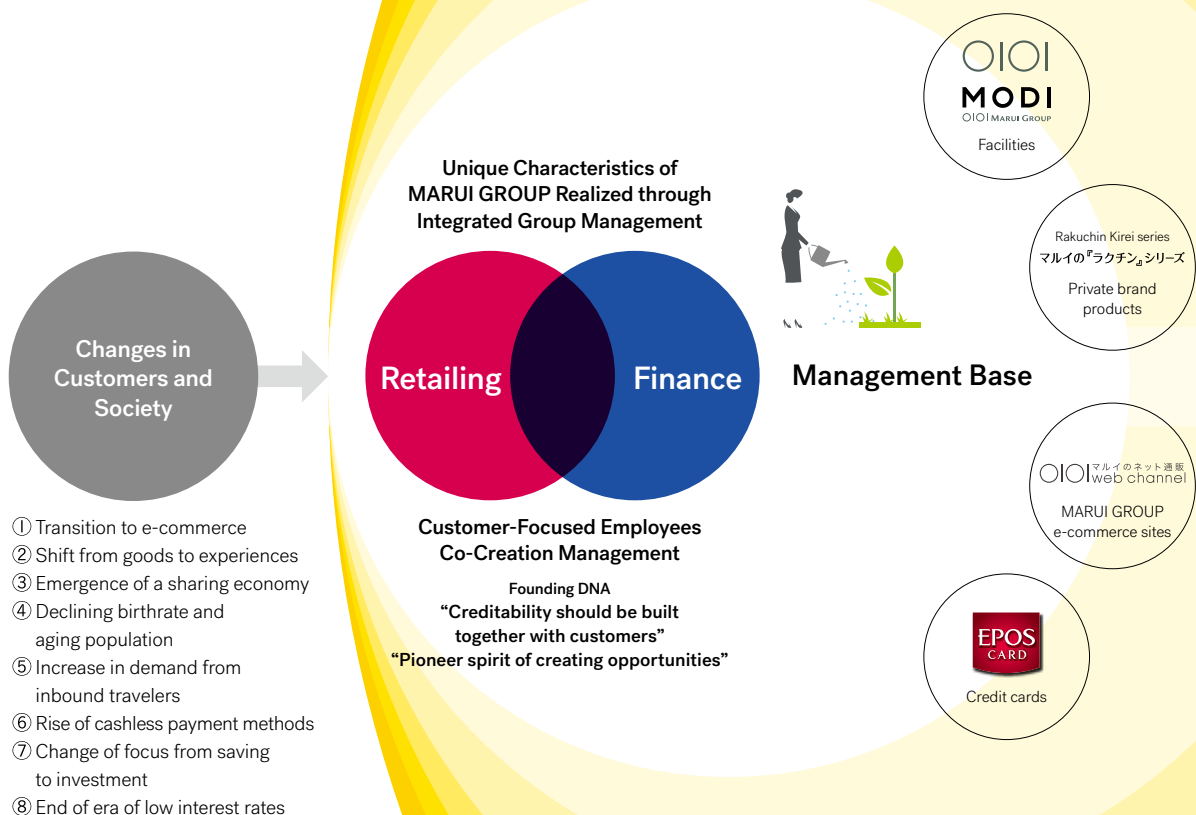 Changes in
Customers and
Society
① Transition to e-commerce
② Shift from goods to experiences
③ Emergence of a sharing economy
④ Declining birthrate and
aging population
⑤ Increase in demand from
inbound travelers
⑥ Rise of cashless payment methods
⑦ Change of focus from saving
to investment
⑧ End of era of low interest rates
Unique Characteristics of
MARUI GROUP Realized through
Integrated Group Management
Retailing
Finance
Customer-Focused Employees
Co-Creation Management
Founding DNA
“Creditability should be built
together with customers”
“Pioneer spirit of creating opportunities”
Management Base
OIOI
MODI
OIOI MARUI GROUP
Facilities
Rakuchin Kirei series
マルイの『ラクチン』シリーズ
Private brand
products
OIOI マルイのネット通販
web channel
MARUI GROUP
e-commerce sites
EPOS
CARD
Credit cards